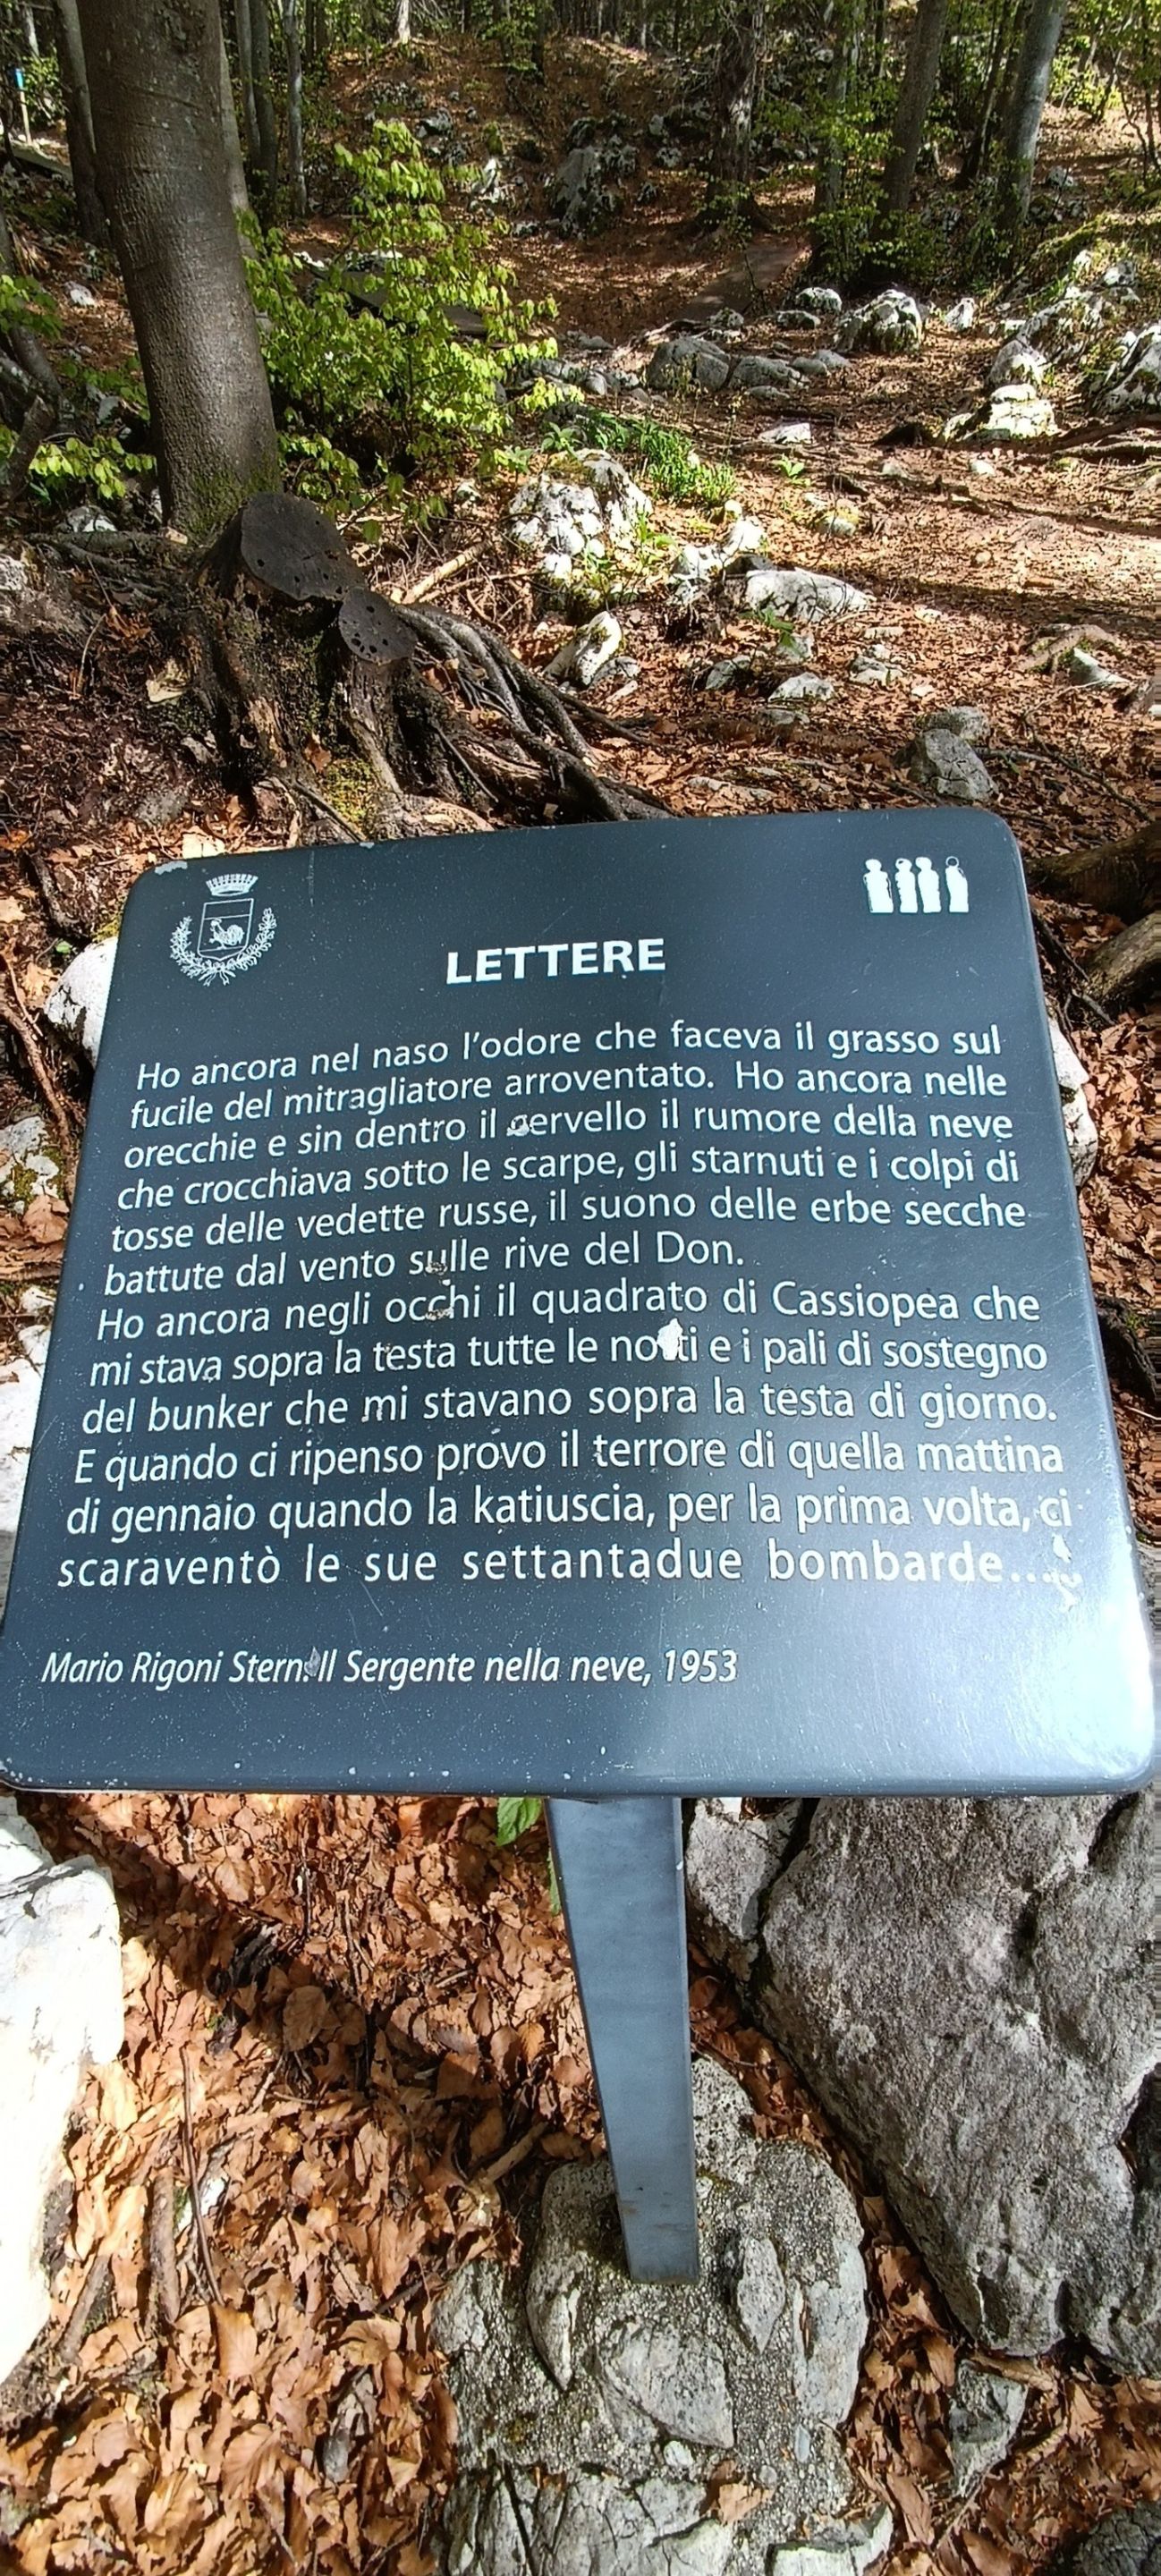 LETTERE
Ho ancora nel naso l'odore che faceva il grasso sul
fucile del mitragliatore arroventato. Ho ancora nelle
orecchie e sin dentro il cervello il rumore della neve
che crocchiava sotto le scarpe, gli starnuti e i colpi di
tosse delle vedette russe, il suono delle erbe secche
battute dal vento sulle rive del Don.
Ho ancora negli occhi il quadrato di Cassiopea che
mi stava sopra la testa tutte le notti e i pali di sostegno
del bunker che mi stavano sopra la testa di giorno.
E quando ci ripenso provo il terrore di quella mattina
di gennaio quando la katiuscia, per la prima volta, ci
scaraventò le sue settantadue bombarde....
Mario Rigoni Stern. Il Sergente nella neve, 1953